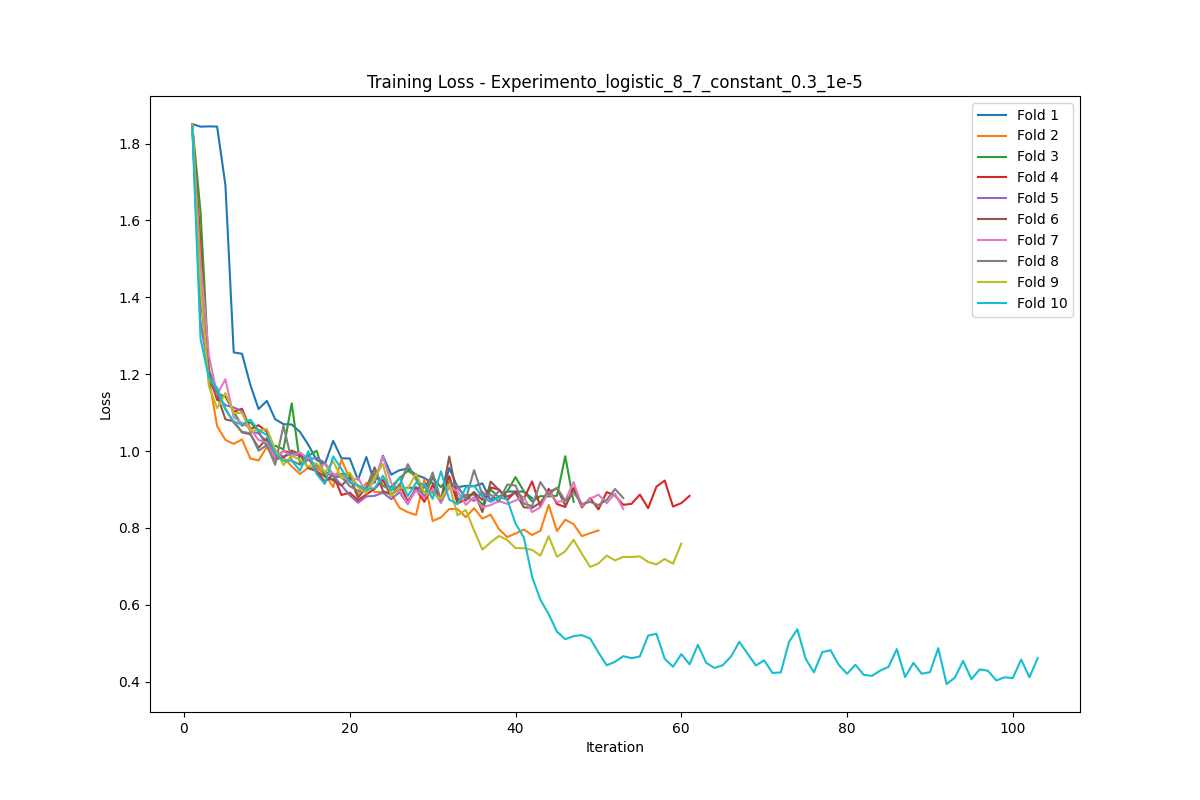 Training Loss - Experimento_logistic_8_7_constant_0.3_1e-5
Fold 1
Fold 2
Fold 3
Fold 4
Fold 5
Fold 6
Fold 7
Fold 8
Fold 9
Fold 10
Loss
1.8
1.6
1.4
1.2
1.0
0.8
0.6
0.4
0 20 40 60 80 100
Iteration